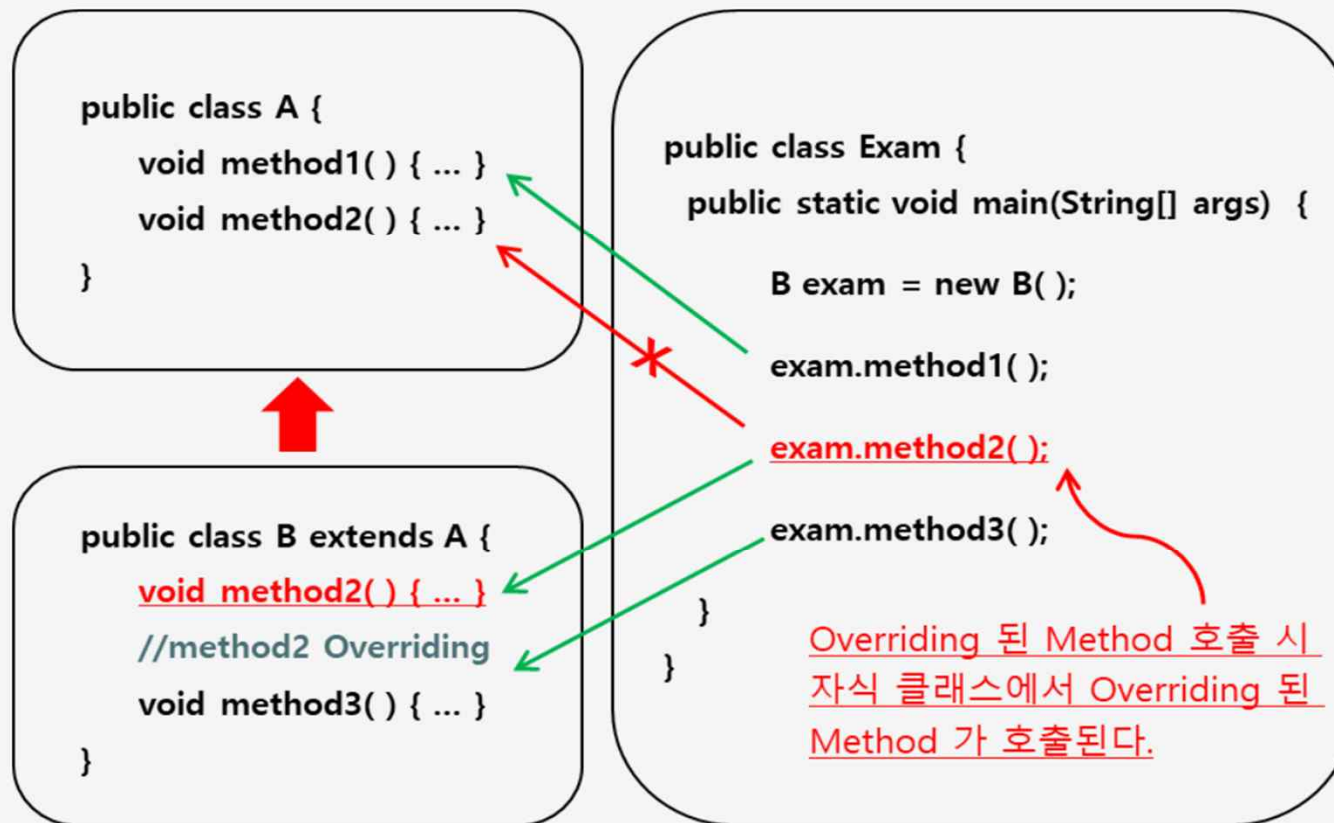 public class A {
void method1( ) { ... }
void method2( ) { ... }
}
public class B extends A {
void method2( ) { ... }
//method2 Overriding
void method3( ) { ... }
}
public class Exam {
public static void main(String[] args) {
B exam = new B( );
exam.method1( );
exam.method2( );
exam.method3( );
}
}
Overriding 된 Method 호출 시
자식 클래스에서 Overriding 된
Method 가 호출된다.